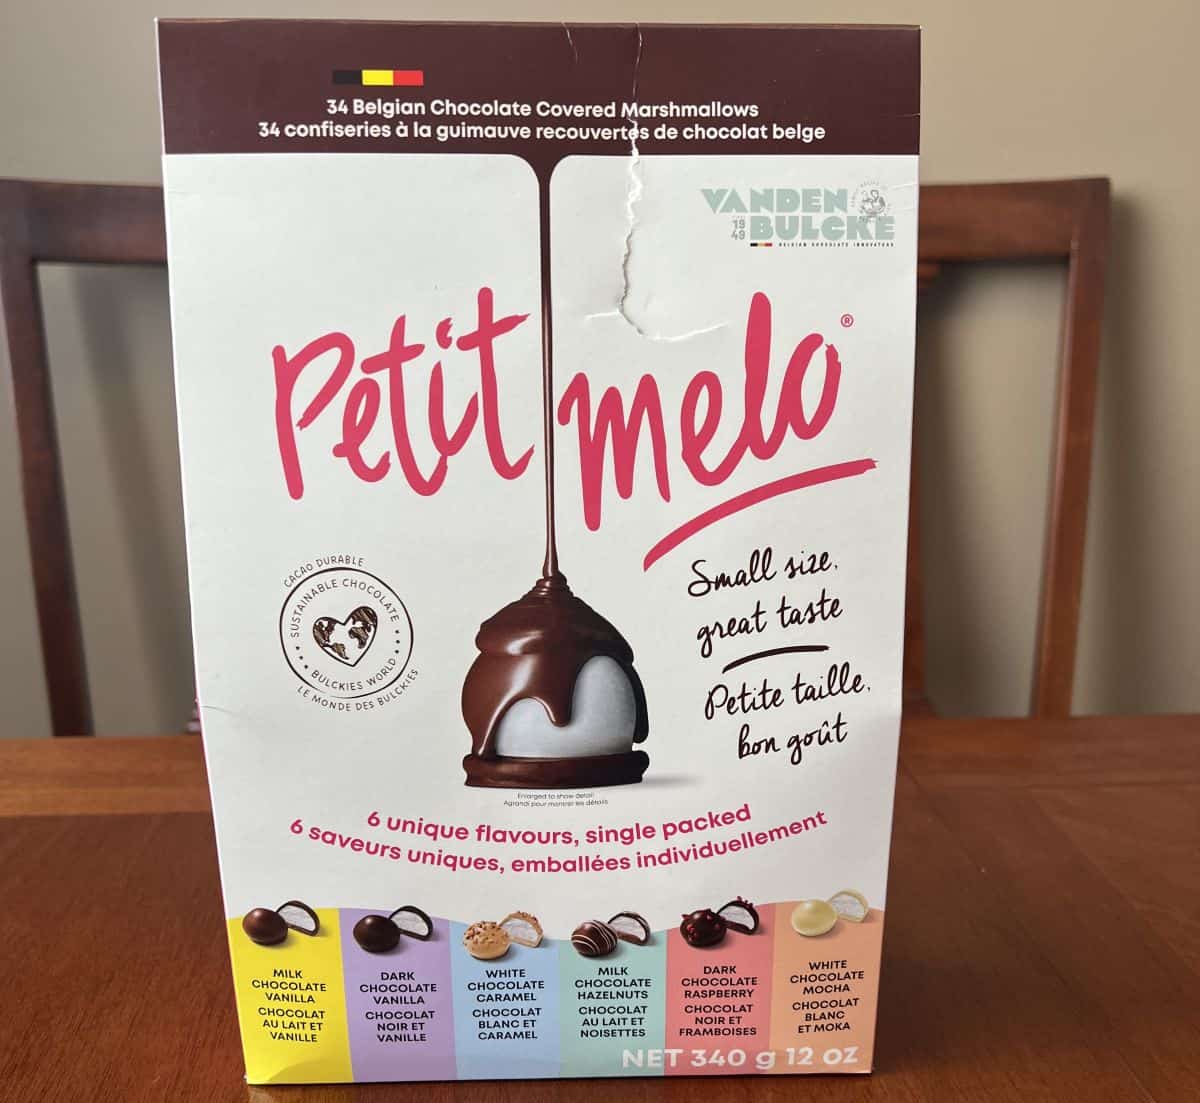 34 Belgian Chocolate Covered Marshmallows
34 confiseries à la guimauve recouvertes de chocolat belge
VANDEN
19
49
BULCKE
BELGIAN CHOCOLATE INNOVATORS
Petit melo®
CACAO DURABLE
SUSTAINABLE CHOCOLATE
BULCKIES WORLD
LE MONDE DES BULCKIES
Small size,
great taste
Petite taille,
bon goût
Enlarged to show detail
Agrandi pour montrer les détails
6 unique flavours, single packed
6 saveurs uniques, emballées individuellement
MILK
CHOCOLATE
VANILLA
CHOCOLAT
AU LAIT ET
VANILLE
DARK
CHOCOLATE
VANILLA
CHOCOLAT
NOIR ET
VANILLE
WHITE
CHOCOLATE
CARAMEL
CHOCOLAT
BLANC ET
CARAMEL
MILK
CHOCOLATE
HAZELNUTS
CHOCOLAT
AU LAIT ET
NOISETTES
DARK
CHOCOLATE
RASPBERRY
CHOCOLAT
NOIR ET
FRAMBOISES
WHITE
CHOCOLATE
MOCHA
CHOCOLAT
BLANC
ET MOKA
NET 340 g 12 OZ